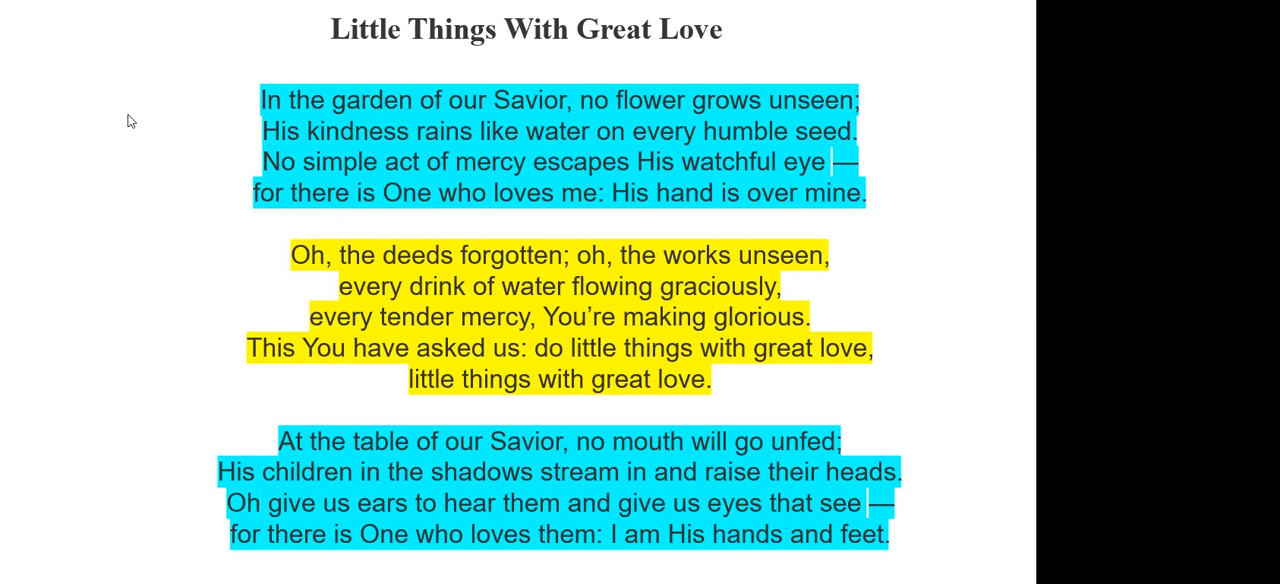 Little Things With Great Love
In the garden of our Savior, no flower grows unseen;
His kindness rains like water on every humble seed.
No simple act of mercy escapes His watchful eye —
for there is One who loves me: His hand is over mine.
Oh, the deeds forgotten; oh, the works unseen,
every drink of water flowing graciously,
every tender mercy, You’re making glorious.
This You have asked us: do little things with great love,
little things with great love.
At the table of our Savior, no mouth will go unfed;
His children in the shadows stream in and raise their heads.
Oh give us ears to hear them and give us eyes that see —
for there is One who loves them: I am His hands and feet.